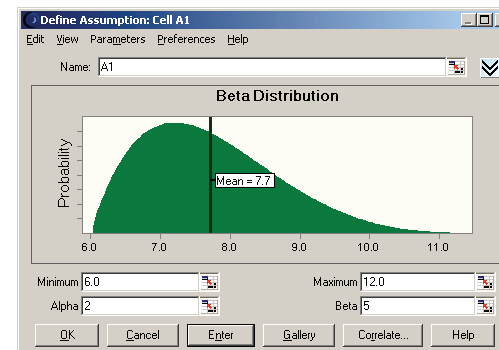 Define Assumption: Cell A1
Edit View Parameters Preferences Help
Name: A1
Beta Distribution
Probability
Mean = 7.7
6.0 7.0 8.0 9.0 10.0 11.0
Minimum 6.0 Maximum 12.0
Alpha 2 Beta 5
OK Cancel Enter Gallery Correlate... Help